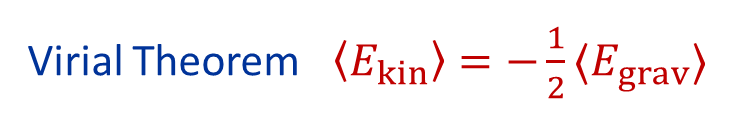 Virial Theorem ⟨E_kin⟩ = −1/2 ⟨E_grav⟩